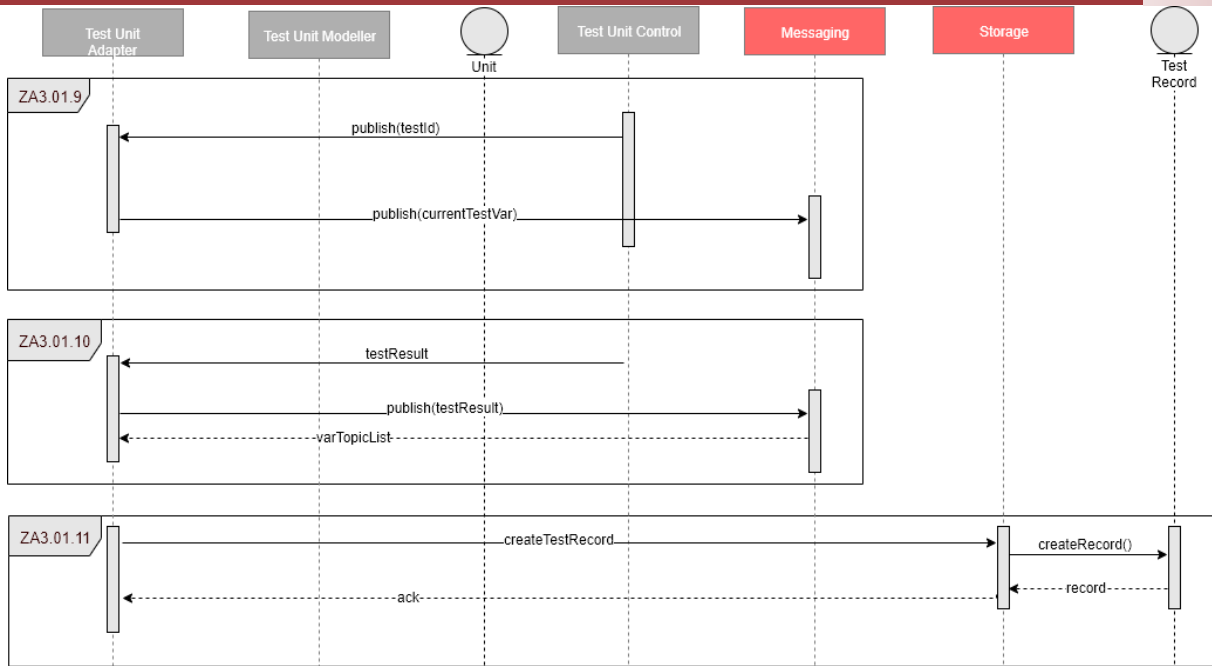 Test Unit
Adapter
Test Unit Modeller
Unit
Test Unit Control
Messaging
Storage
Test
Record
ZA3.01.9
publish(testId)
publish(currentTestVar)
ZA3.01.10
testResult
publish(testResult)
varTopicList
ZA3.01.11
createTestRecord
createRecord()
record
ack